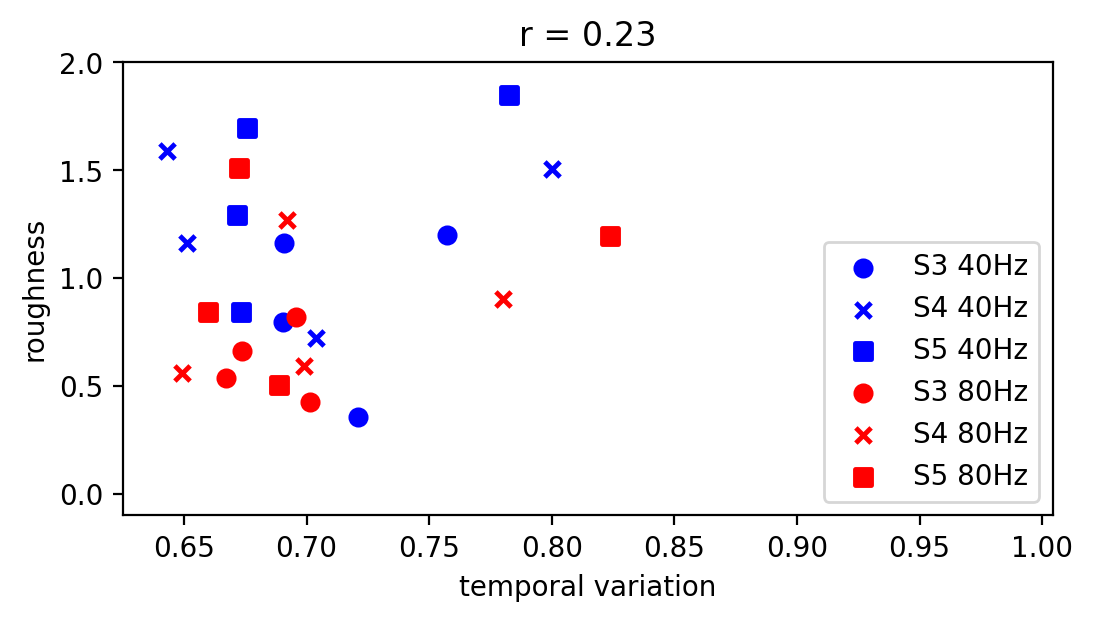 r = 0.23
2.0
1.5
1.0
0.5
0.0
roughness
S3 40Hz
S4 40Hz
S5 40Hz
S3 80Hz
S4 80Hz
S5 80Hz
0.65 0.70 0.75 0.80 0.85 0.90 0.95 1.00
temporal variation